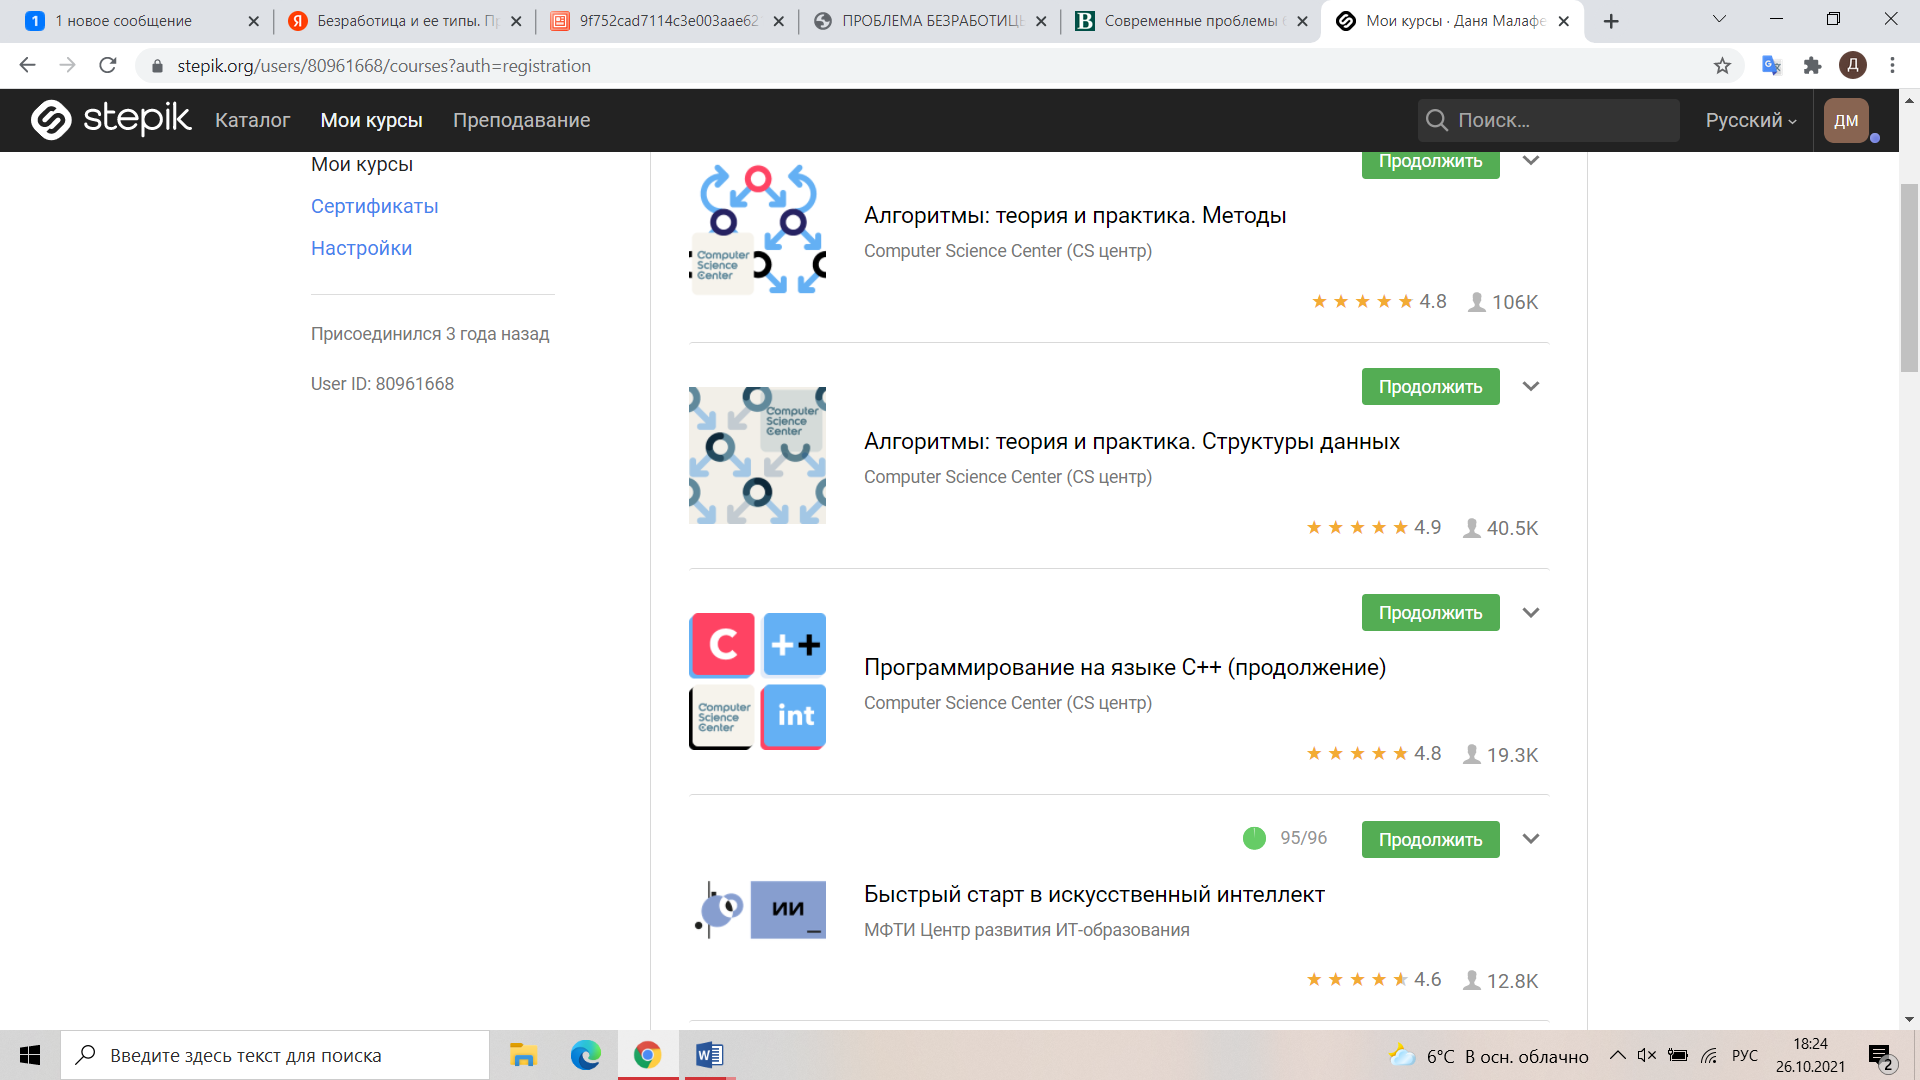 1 новое сообщение
Безработица и ее типы. Пр
9f752cad7114c3e003aae62
ПРОБЛЕМА БЕЗРАБОТИЦЫ
Современные проблемы
Мои курсы · Даня Малафе
stepik.org/users/80961668/courses?auth=registration
Д
stepik
Каталог
Мои курсы
Преподавание
Поиск...
Русский
ДМ
Мои курсы
Сертификаты
Настройки
Присоединился 3 года назад
User ID: 80961668
Продолжить
Computer
Science
Center
Алгоритмы: теория и практика. Методы
Computer Science Center (CS центр)
4.8 106K
Продолжить
Computer
Science
Center
Алгоритмы: теория и практика. Структуры данных
Computer Science Center (CS центр)
4.9 40.5K
Продолжить
C ++
Computer
Science
Center
int
Программирование на языке C++ (продолжение)
Computer Science Center (CS центр)
4.8 19.3K
95/96 Продолжить
ИИ_
Быстрый старт в искусственный интеллект
МФТИ Центр развития ИТ-образования
4.6 12.8K
Введите здесь текст для поиска
6°C В осн. облачно
РУС
18:24
26.10.2021
2